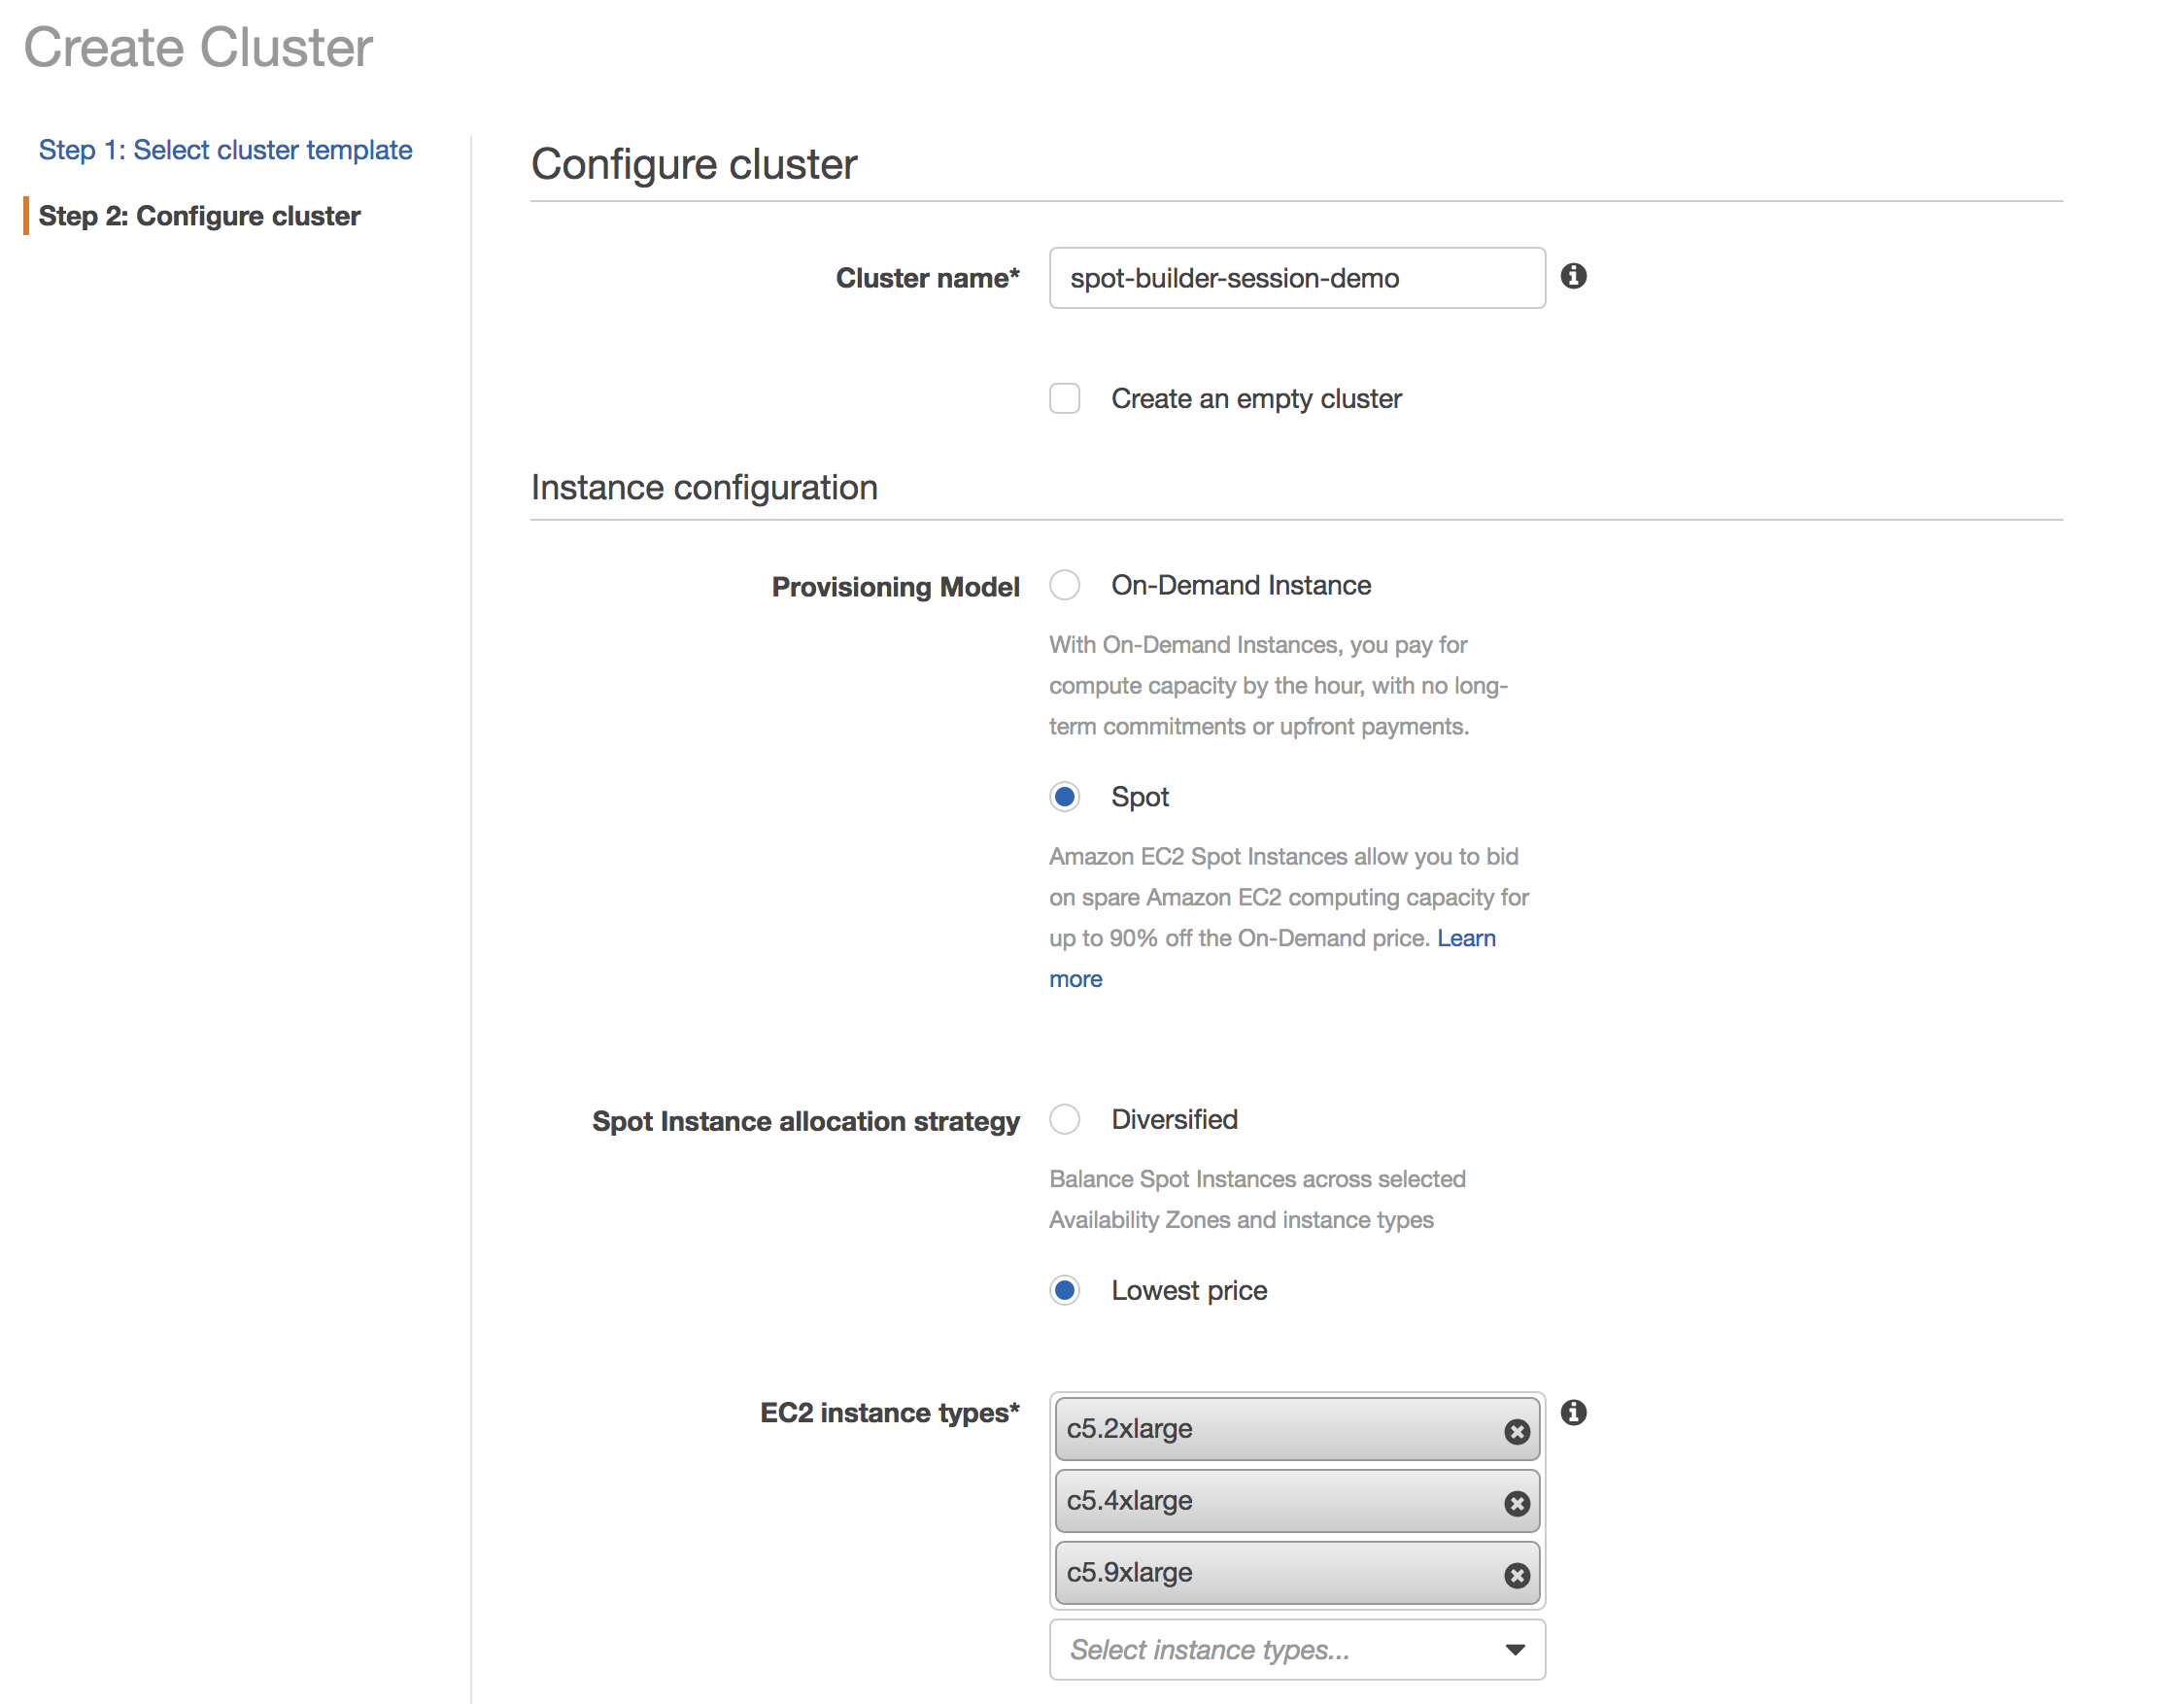 Create Cluster
Step 1: Select cluster template
Step 2: Configure cluster
Configure cluster
Cluster name*
spot-builder-session-demo
Create an empty cluster
Instance configuration
Provisioning Model
On-Demand Instance
With On-Demand Instances, you pay for
compute capacity by the hour, with no long-
term commitments or upfront payments.
Spot
Amazon EC2 Spot Instances allow you to bid
on spare Amazon EC2 computing capacity for
up to 90% off the On-Demand price. Learn
more
Spot Instance allocation strategy
Diversified
Balance Spot Instances across selected
Availability Zones and instance types
Lowest price
EC2 instance types*
c5.2xlarge
c5.4xlarge
c5.9xlarge
Select instance types...